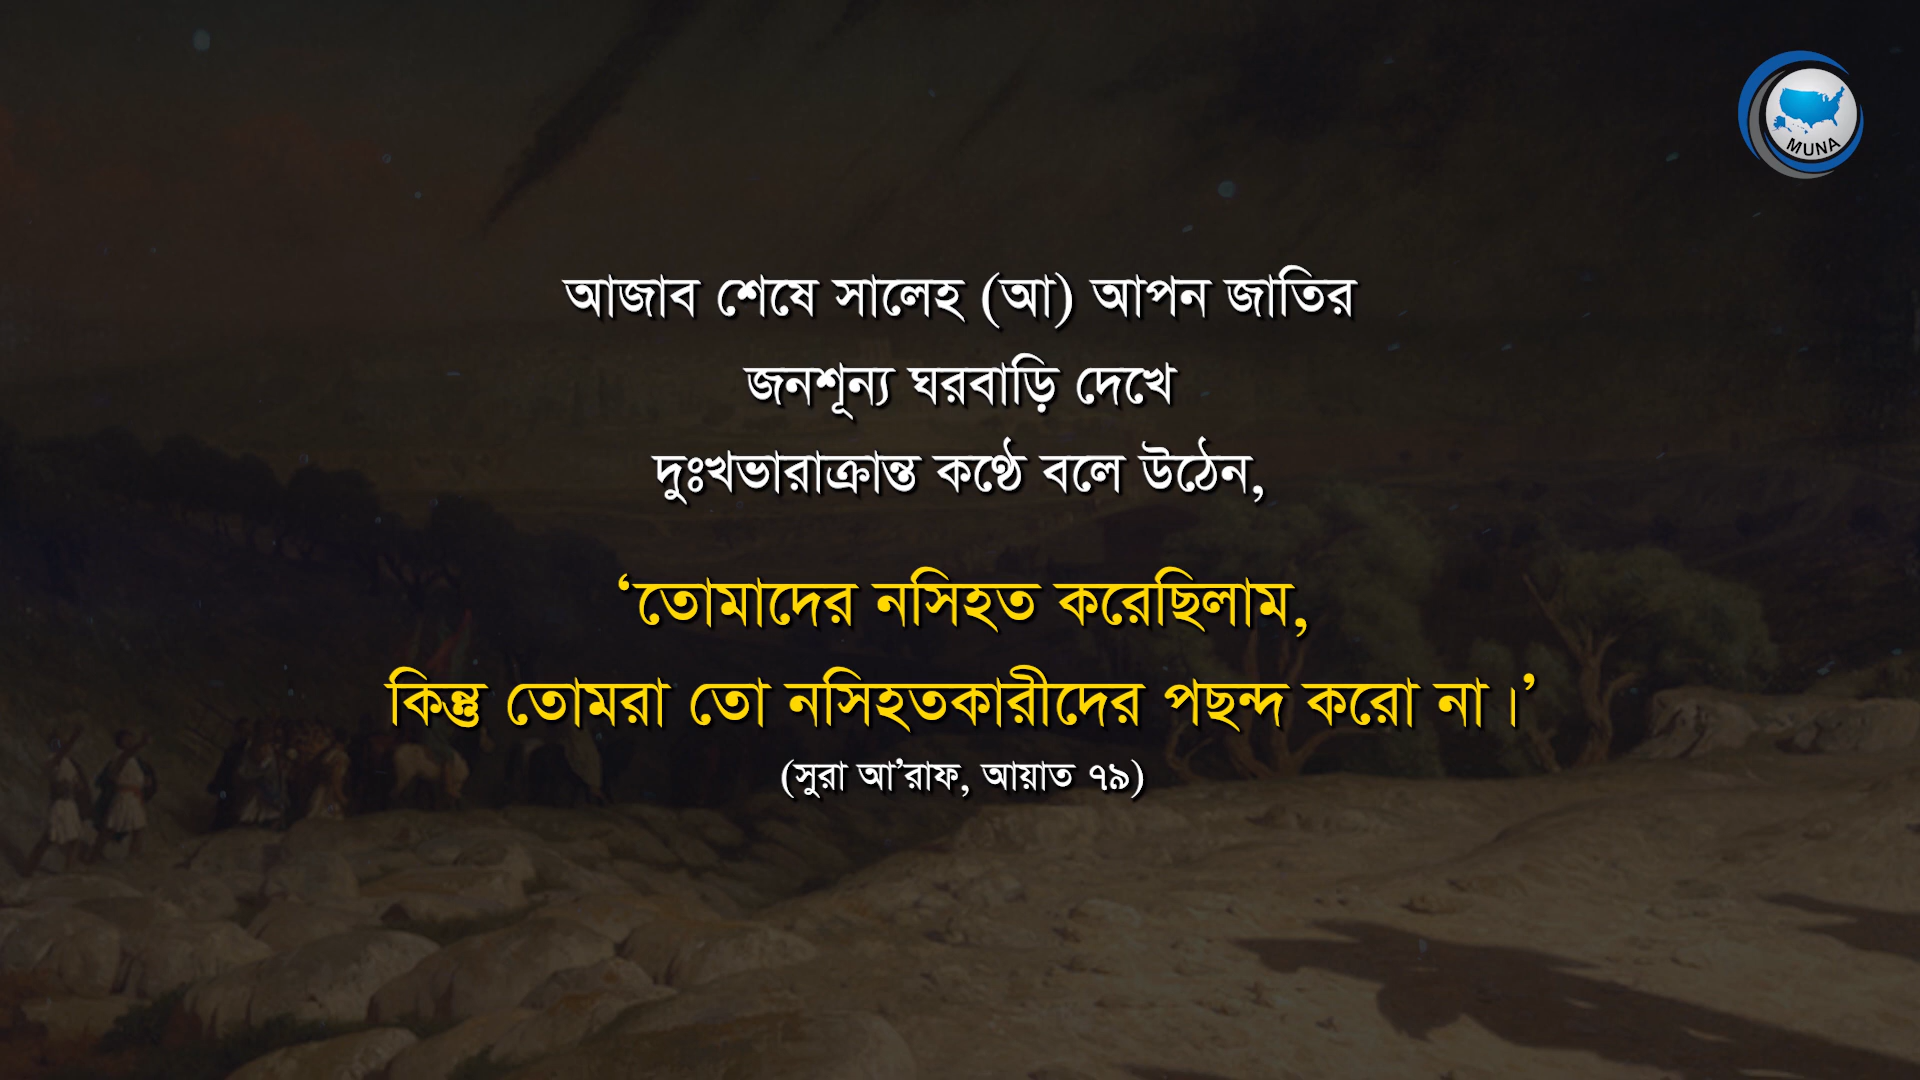 MUNA
আজাব শেষে সালেহ (আ) আপন জাতির
জনশূন্য ঘরবাড়ি দেখে
দুঃখভারাক্রান্ত কণ্ঠে বলে উঠেন,
‘তোমাদের নসিহত করেছিলাম,
কিন্তু তোমরা তো নসিহতকারীদের পছন্দ করো না।’
(সুরা আ’রাফ, আয়াত ৭৯)